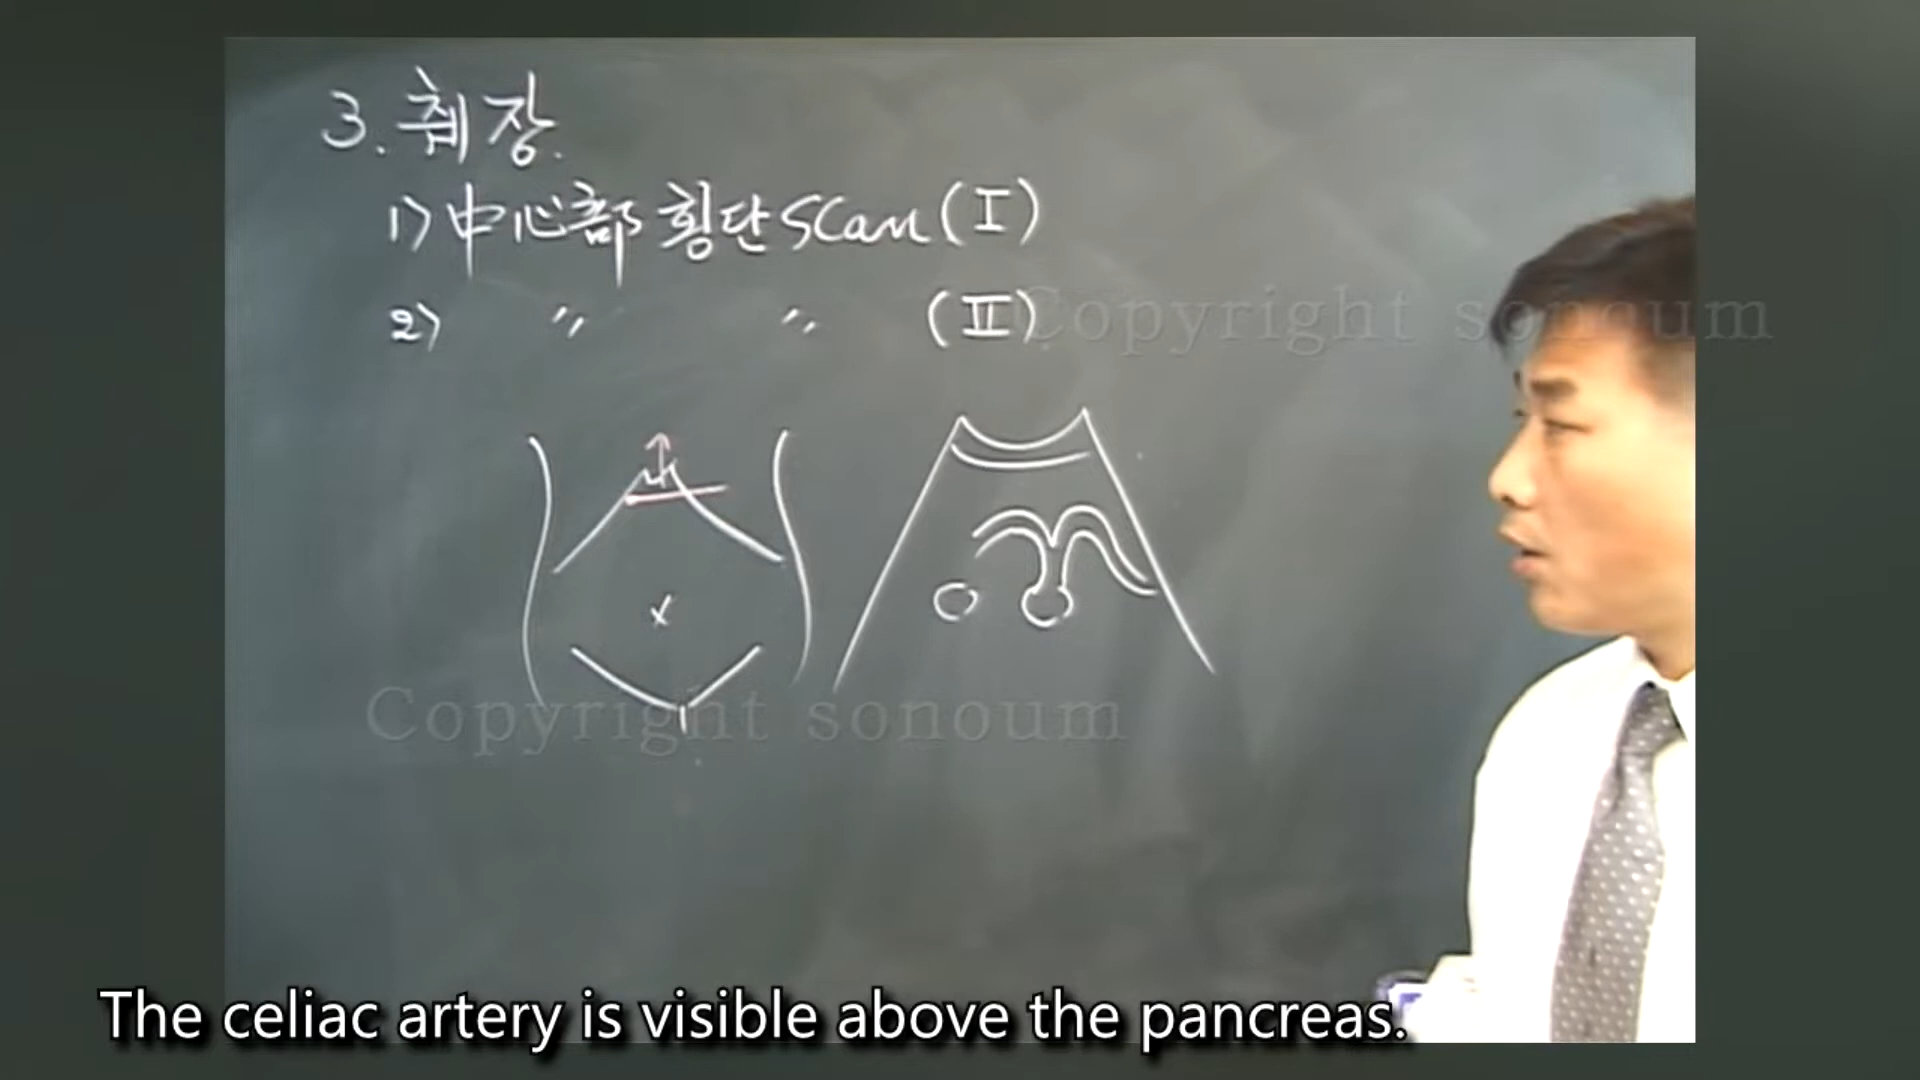 3. 췌장.
1) 中心部 횡단 SCan (I)
2) 〃 〃 (II)
Copyright sonoum
Copyright sonoum
The celiac artery is visible above the pancreas.